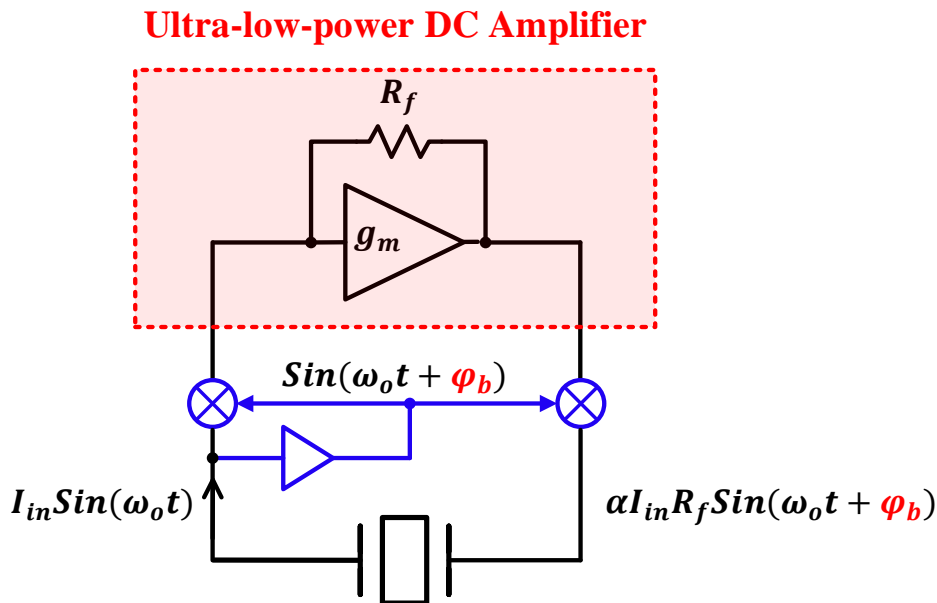 Ultra-low-power DC Amplifier
R_f
g_m
Sin(ω_o t + φ_b)
I_in Sin(ω_o t)
αI_in R_f Sin(ω_o t + φ_b)